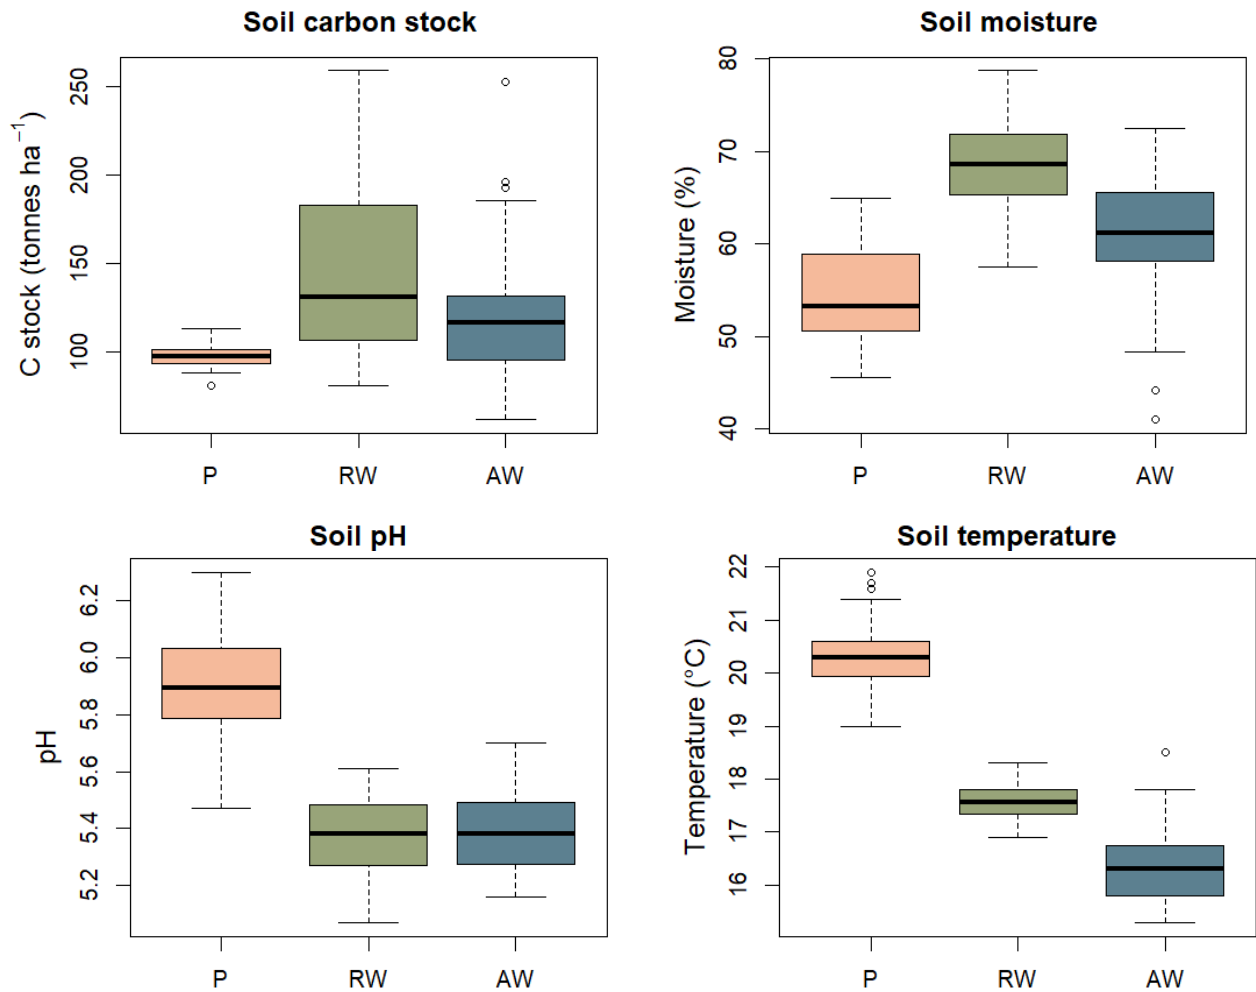 Soil carbon stock
C stock (tonnes ha⁻¹)
250
200
150
100
P RW AW
Soil moisture
Moisture (%)
80
70
60
50
40
P RW AW
Soil pH
pH
6.2
6.0
5.8
5.6
5.4
5.2
P RW AW
Soil temperature
Temperature (°C)
22
21
20
19
18
17
16
P RW AW